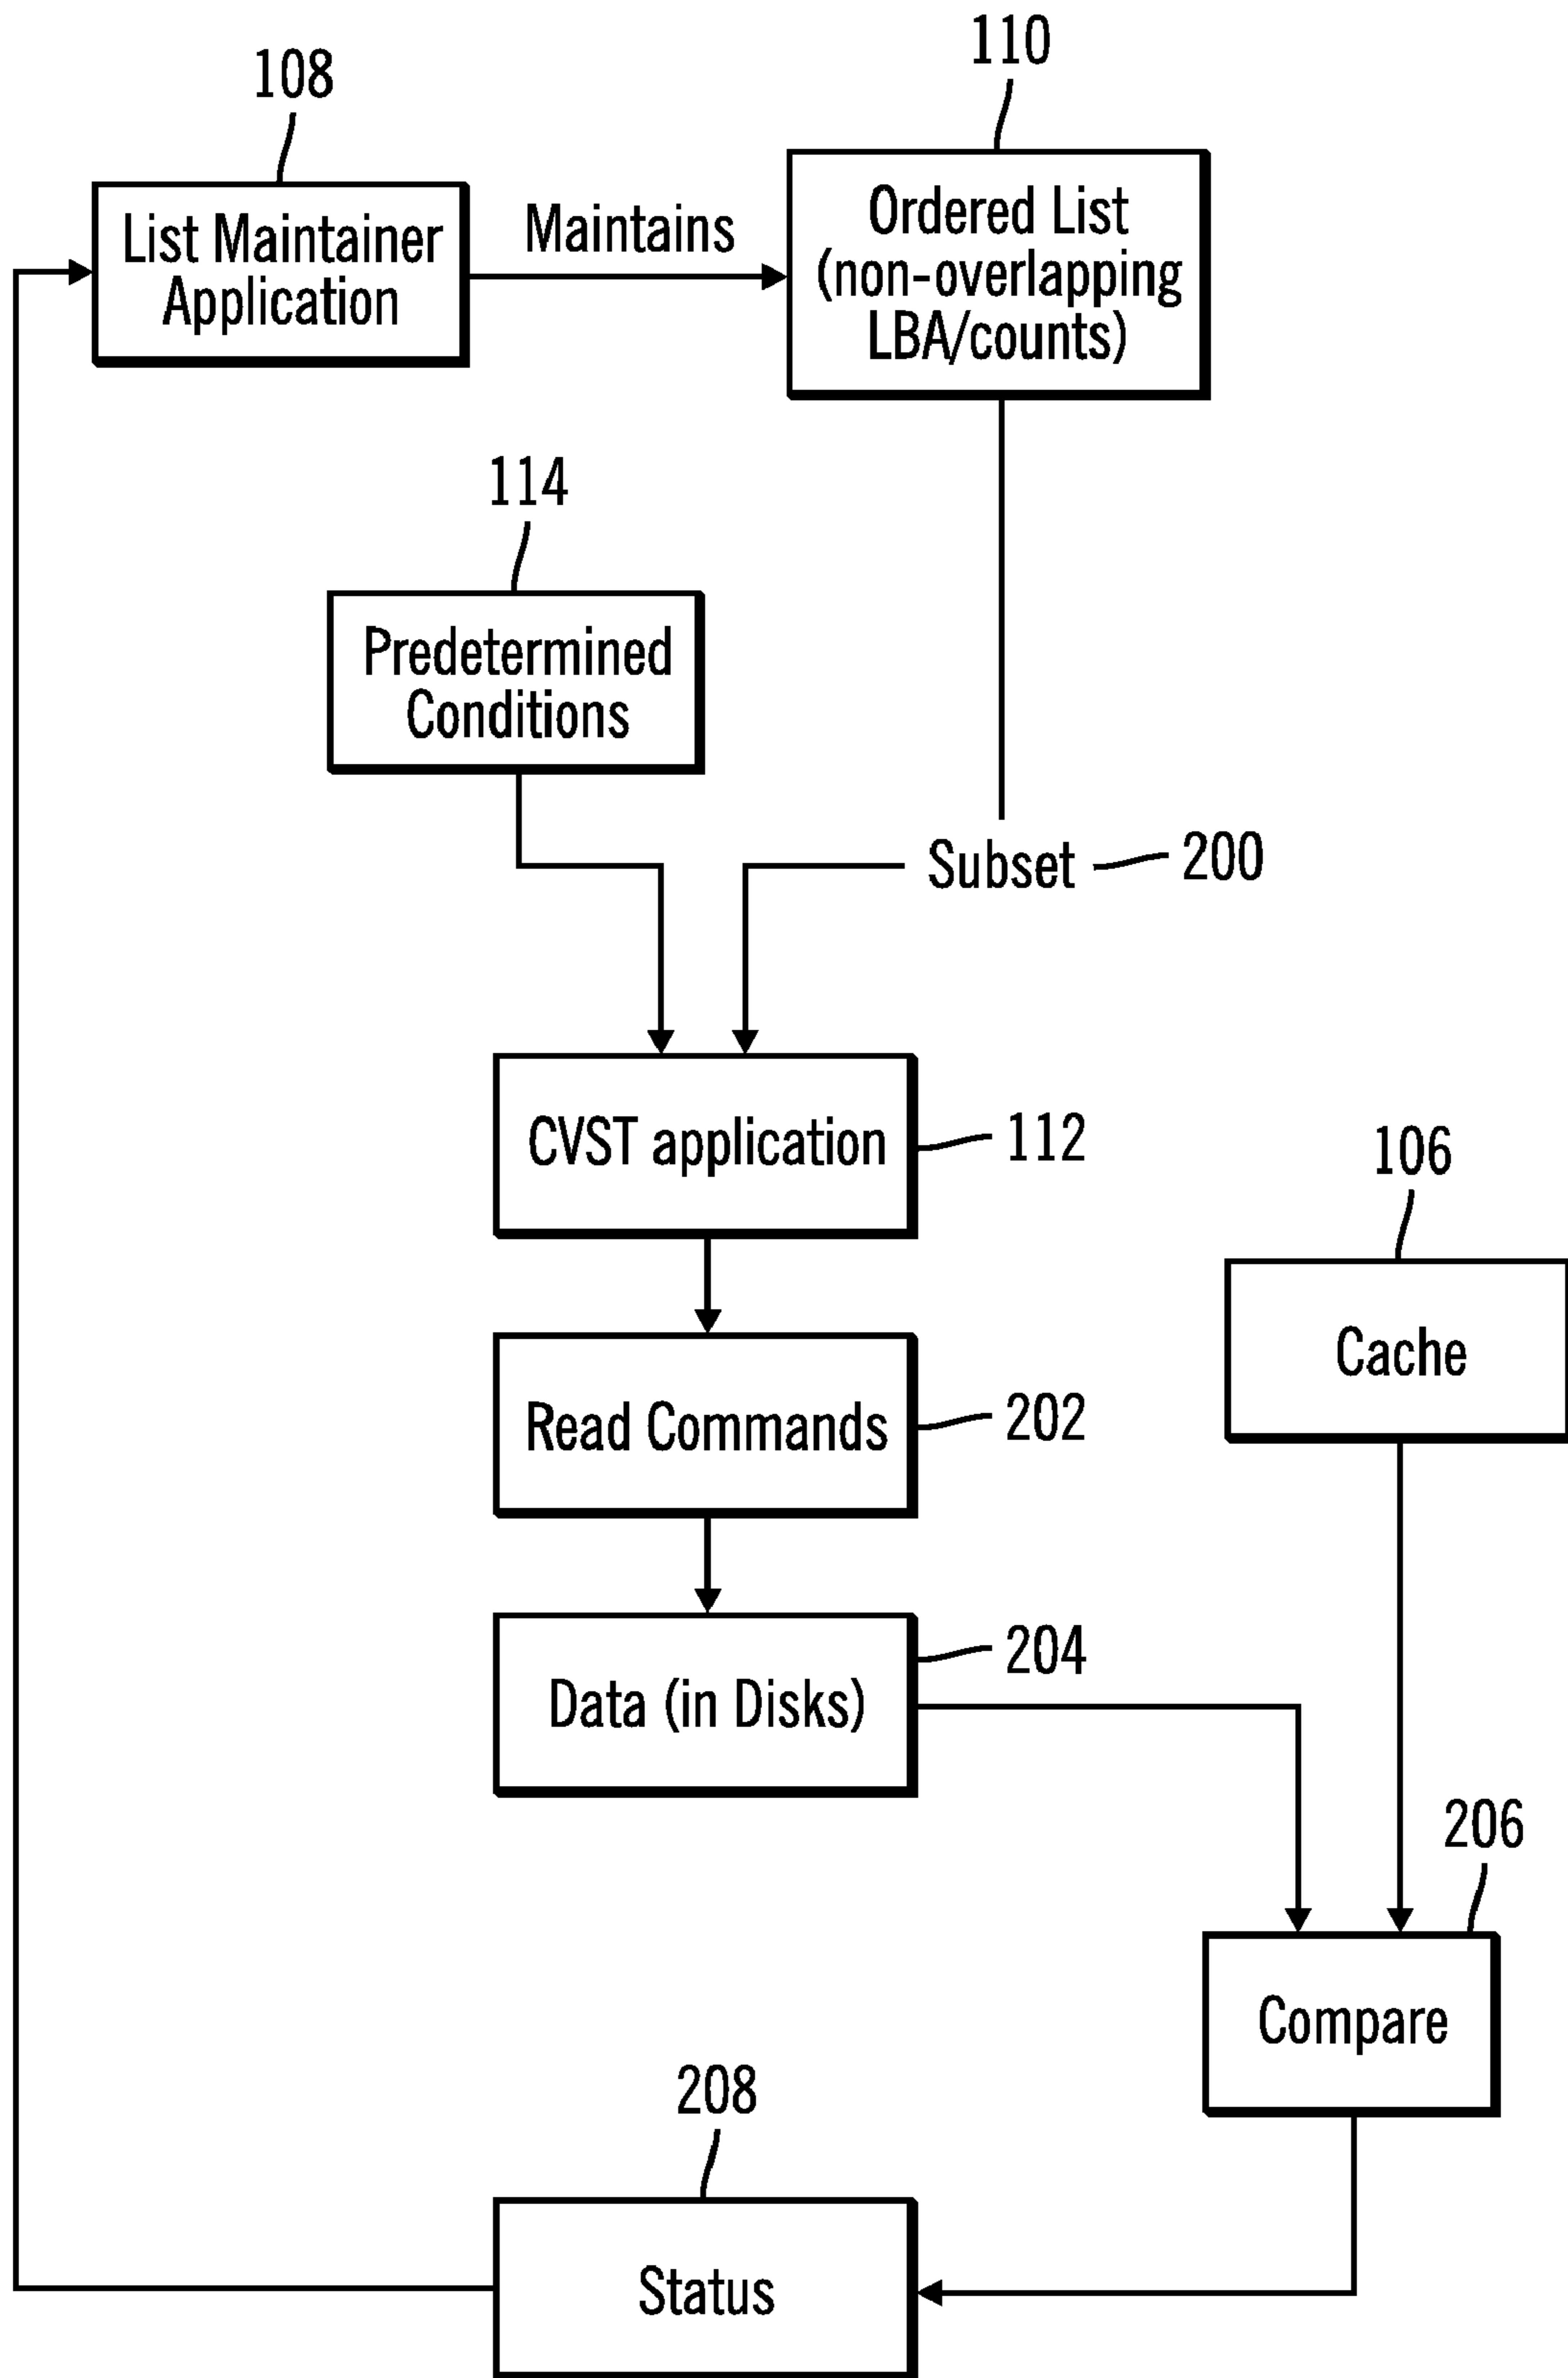 108
110
List Maintainer
Application
Maintains
Ordered List
(non-overlapping
LBA/counts)
114
Predetermined
Conditions
Subset
200
CVST application
112
106
Cache
Read Commands
202
Data (in Disks)
204
206
Compare
208
Status